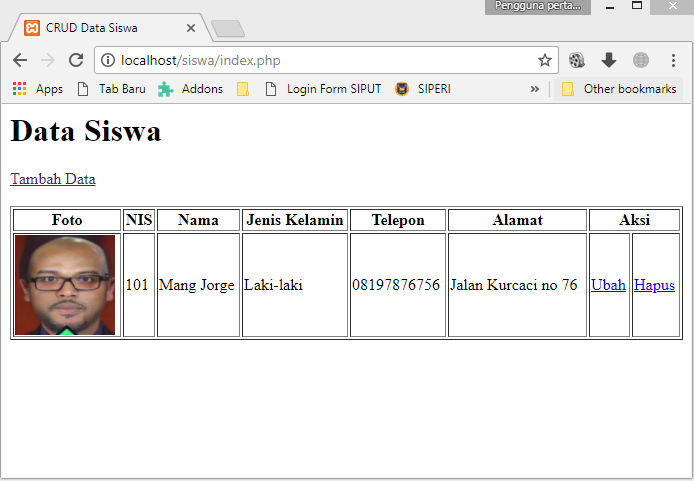 Pengguna perta...
CRUD Data Siswa
localhost/siswa/index.php
Apps Tab Baru Addons Login Form SIPUT SIPERI » Other bookmarks
Data Siswa
Tambah Data
Foto NIS Nama Jenis Kelamin Telepon Alamat Aksi
101 Mang Jorge Laki-laki 08197876756 Jalan Kurcaci no 76 Ubah Hapus